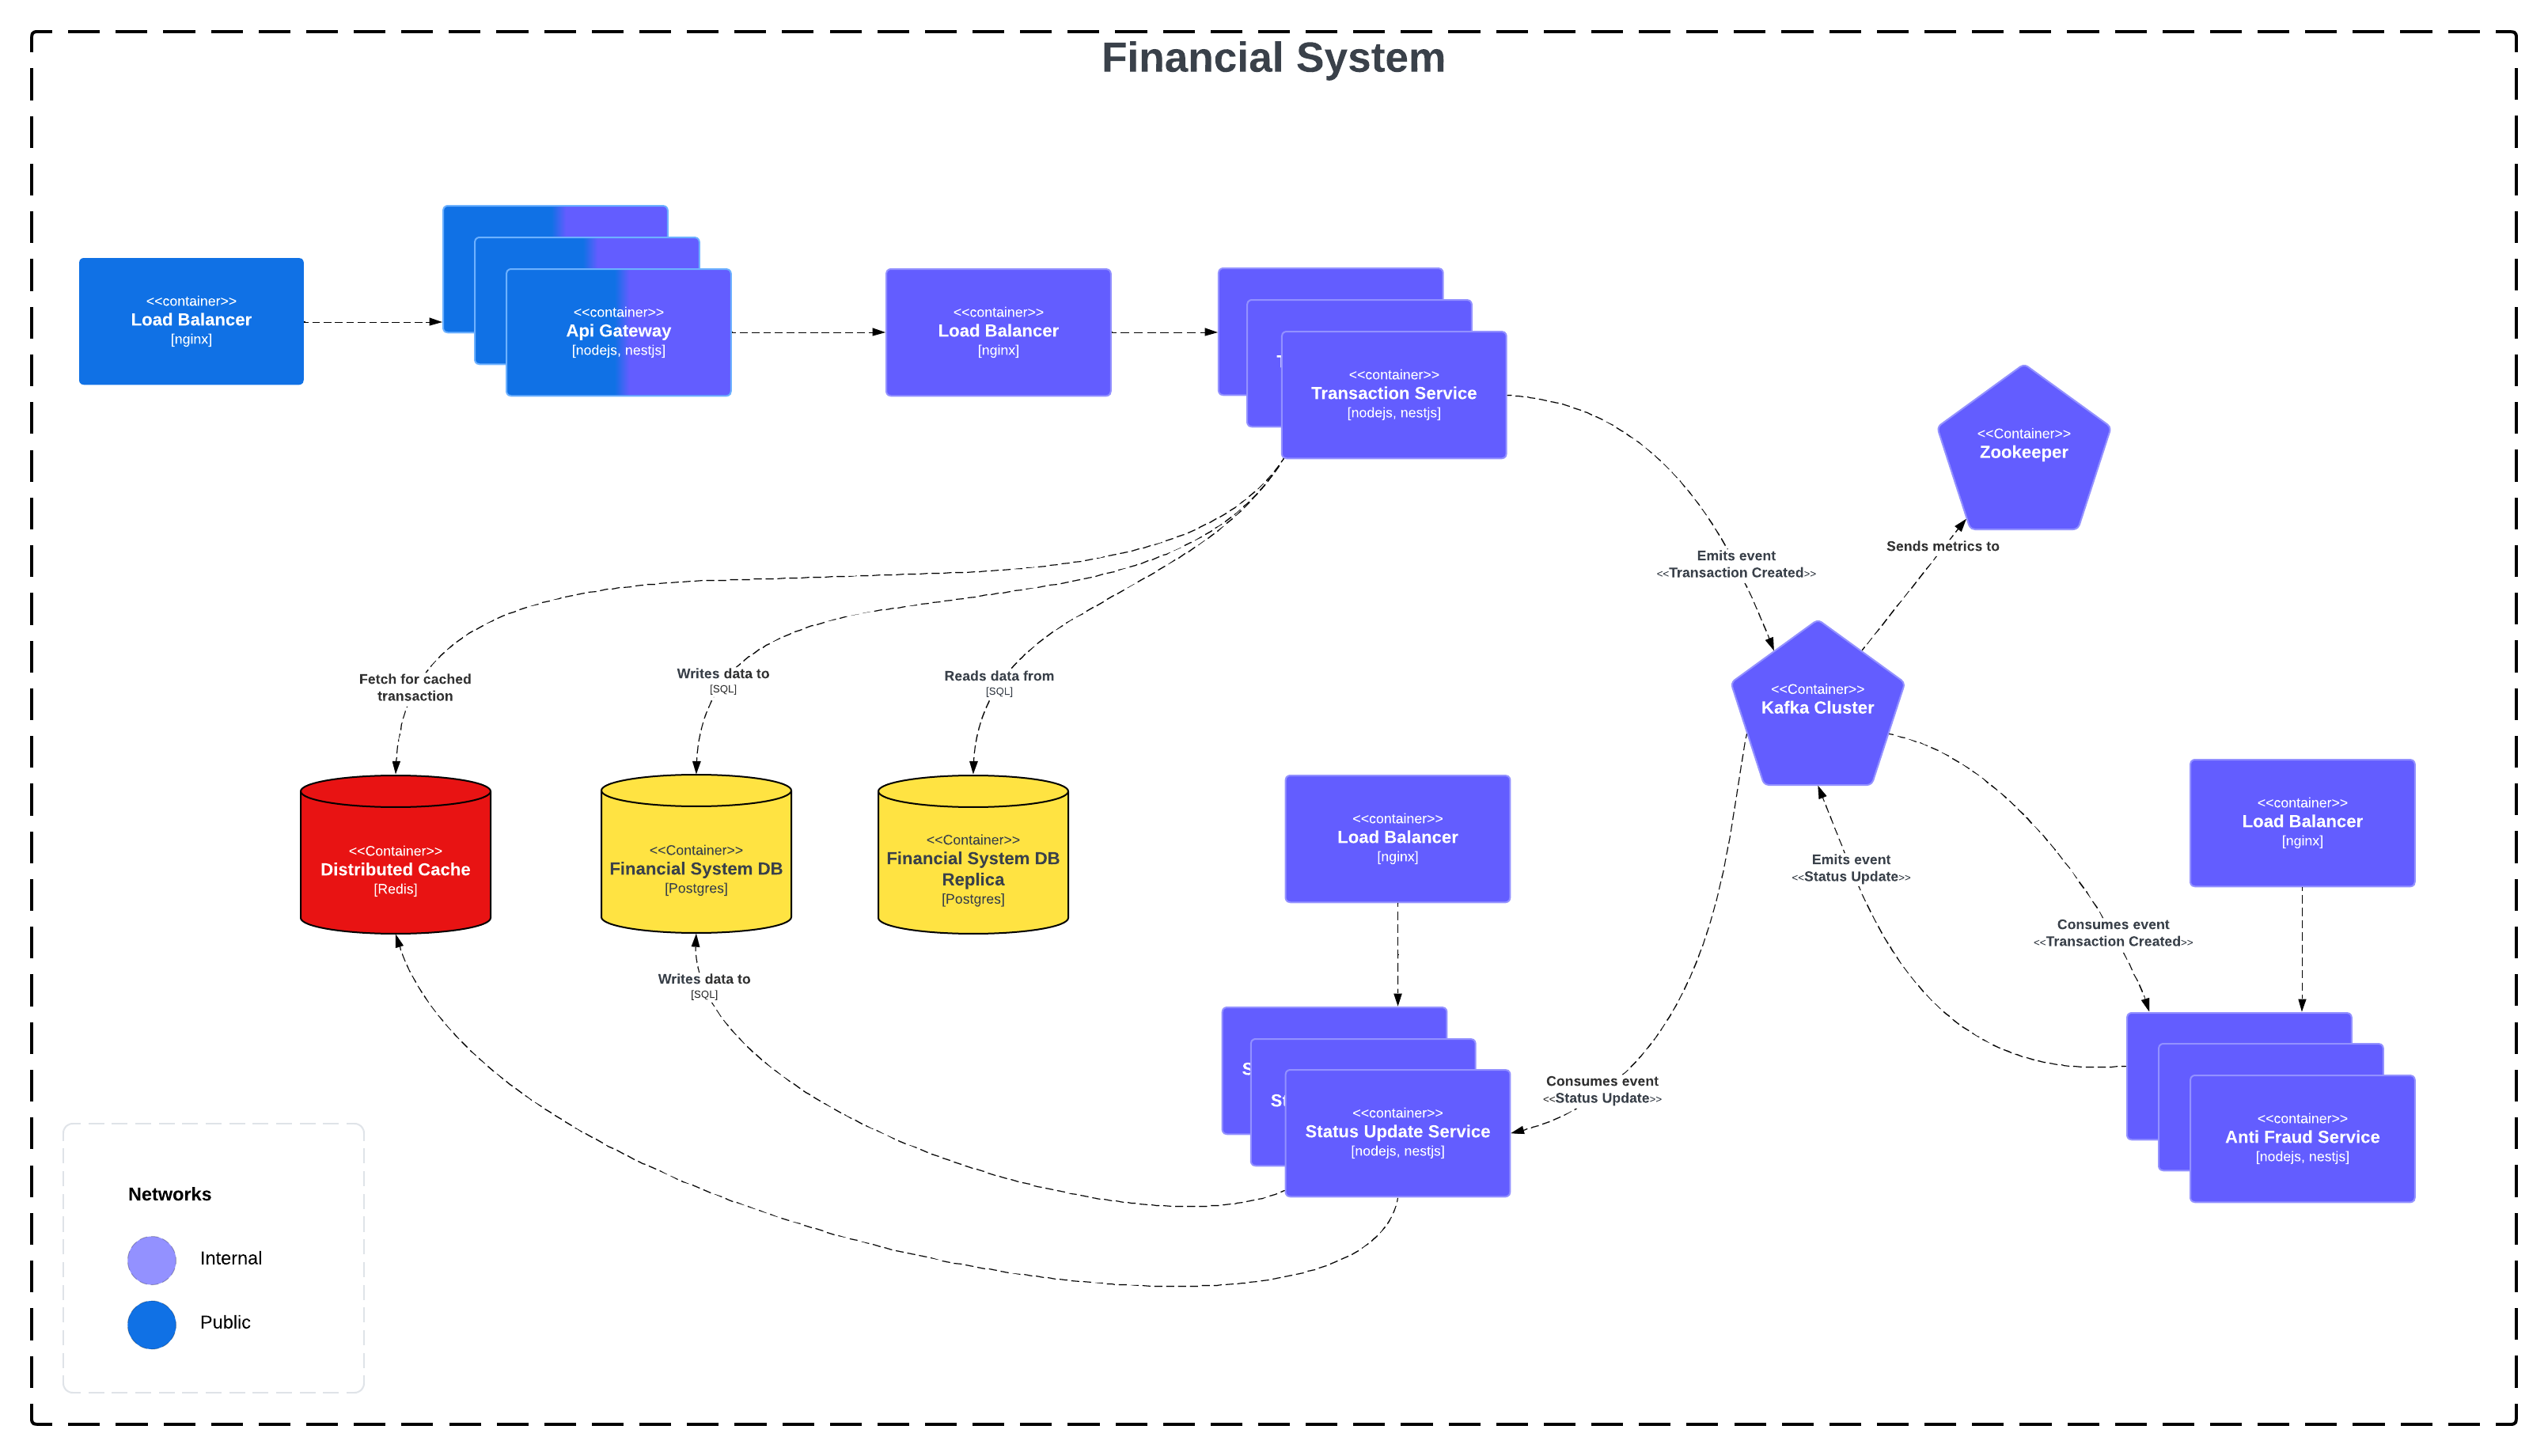 Financial System
<<container>>
Load Balancer
[nginx]
<<container>>
Api Gateway
[nodejs, nestjs]
<<container>>
Load Balancer
[nginx]
<<container>>
Transaction Service
[nodejs, nestjs]
<<Container>>
Zookeeper
Sends metrics to
Emits event
<<Transaction Created>>
Fetch for cached
transaction
Writes data to
[SQL]
Reads data from
[SQL]
<<Container>>
Kafka Cluster
<<Container>>
Distributed Cache
[Redis]
<<Container>>
Financial System DB
[Postgres]
<<Container>>
Financial System DB
Replica
[Postgres]
<<container>>
Load Balancer
[nginx]
<<container>>
Load Balancer
[nginx]
Emits event
<<Status Update>>
Consumes event
<<Transaction Created>>
Writes data to
[SQL]
Consumes event
<<Status Update>>
S
St
<<container>>
Status Update Service
[nodejs, nestjs]
<<container>>
Anti Fraud Service
[nodejs, nestjs]
Networks
Internal
Public